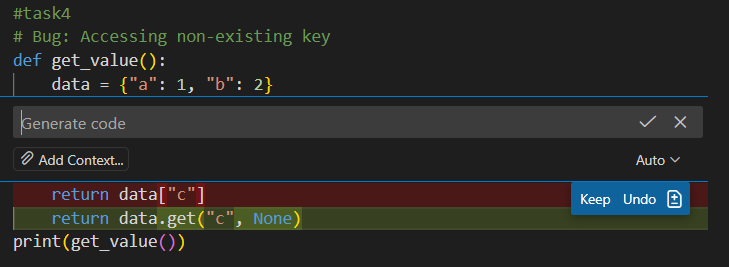 #task4
# Bug: Accessing non-existing key
def get_value():
    data = {"a": 1, "b": 2}
Generate code
Add Context...
Auto
    return data["c"]
Keep Undo
    return data.get("c", None)
print(get_value())